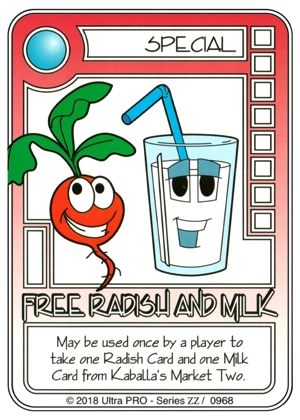 SPECIAL
FREE RADISH AND MILK
May be used once by a player to
take one Radish Card and one Milk
Card from Kaballa's Market Two.
© 2018 Ultra PRO - Series ZZ / 0968